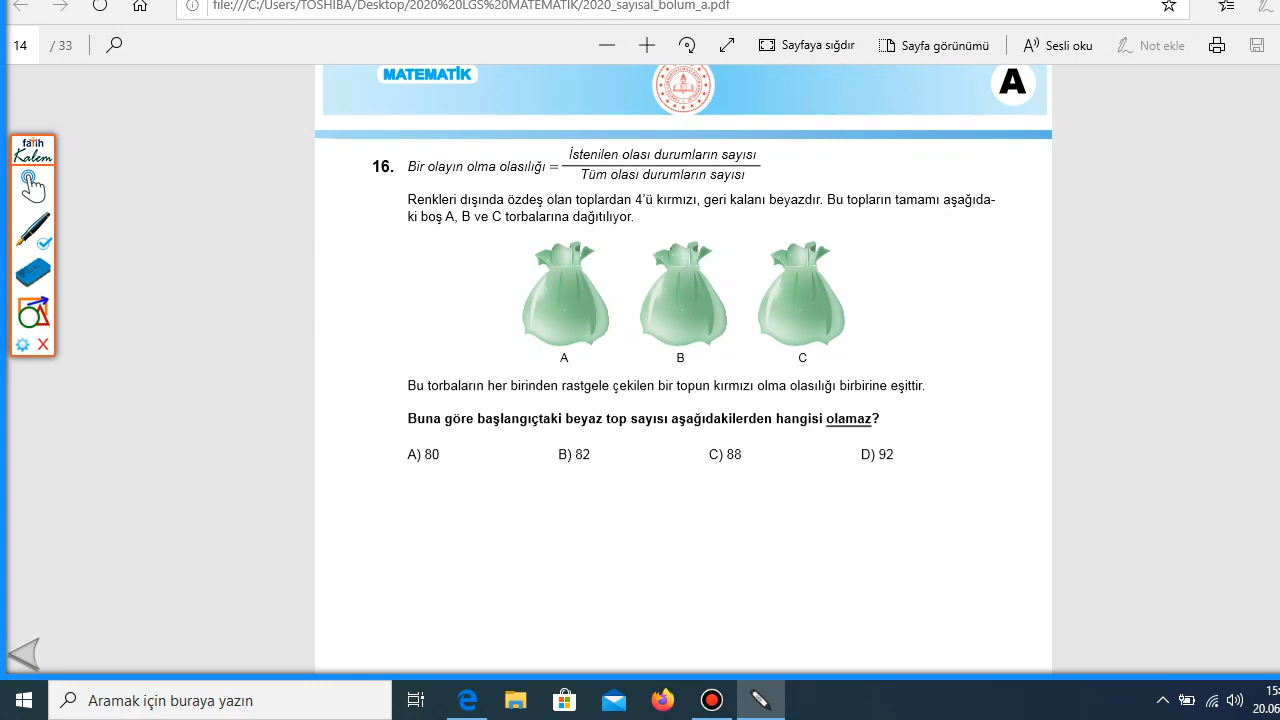 file:///C:/Users/TOSHIBA/Desktop/2020%20LGS%20MATEMATİK/2020_sayisal_bolum_a.pdf
14 / 33
Sayfaya sığdır
Sayfa görünümü
Sesli oku
Not ekle
MATEMATİK
A
fatih
Kalem
16. Bir olayın olma olasılığı = İstenilen olası durumların sayısı
Tüm olası durumların sayısı
Renkleri dışında özdeş olan toplardan 4'ü kırmızı, geri kalanı beyazdır. Bu topların tamamı aşağıda-
ki boş A, B ve C torbalarına dağıtılıyor.
A B C
Bu torbaların her birinden rastgele çekilen bir topun kırmızı olma olasılığı birbirine eşittir.
Buna göre başlangıçtaki beyaz top sayısı aşağıdakilerden hangisi olamaz?
A) 80 B) 82 C) 88 D) 92
Aramak için buraya yazın